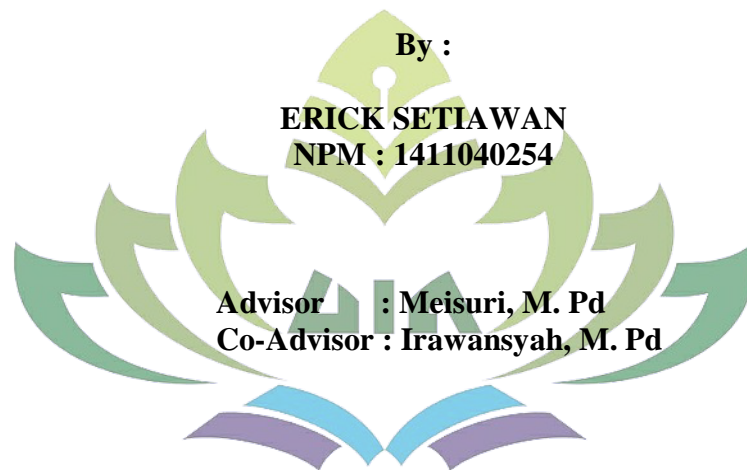 By :
ERICK SETIAWAN
NPM : 1411040254
Advisor : Meisuri, M. Pd
Co-Advisor : Irawansyah, M. Pd